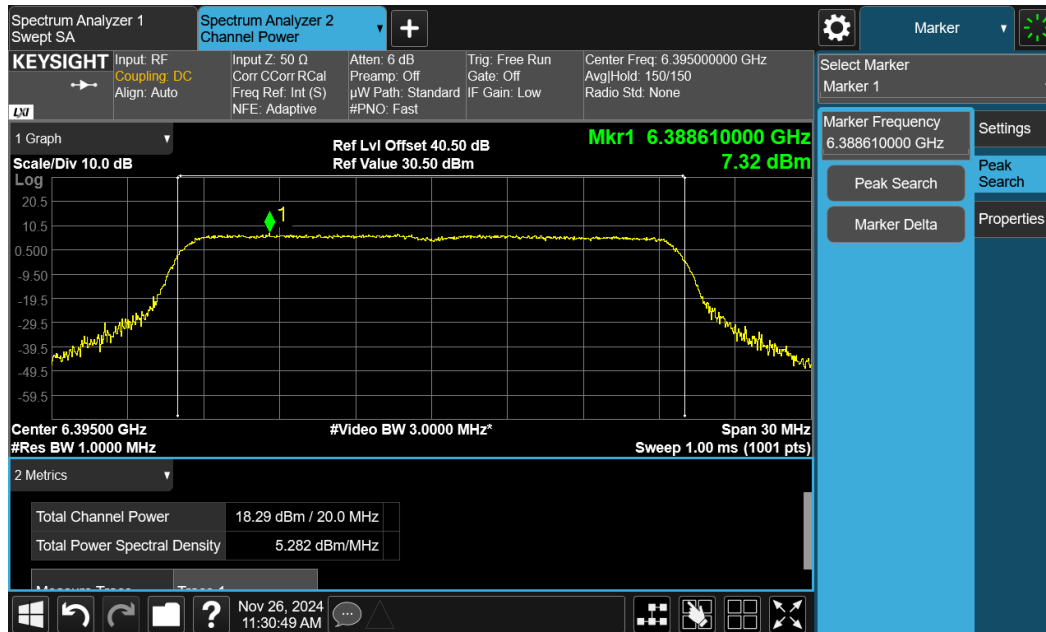 Spectrum Analyzer 1
Swept SA
Spectrum Analyzer 2
Channel Power
Marker
KEYSIGHT
LXI
Input: RF
Coupling: DC
Align: Auto
Input Z: 50 Ω
Corr CCorr RCal
Freq Ref: Int (S)
NFE: Adaptive
Atten: 6 dB
Preamp: Off
µW Path: Standard
#PNO: Fast
Trig: Free Run
Gate: Off
IF Gain: Low
Center Freq: 6.395000000 GHz
Avg|Hold: 150/150
Radio Std: None
Select Marker
Marker 1
Marker Frequency
6.388610000 GHz
Peak Search
Marker Delta
Settings
Peak
Search
Properties
1 Graph
Scale/Div 10.0 dB
Ref Lvl Offset 40.50 dB
Ref Value 30.50 dBm
Mkr1 6.388610000 GHz
7.32 dBm
Log
20.5
10.5
0.500
-9.50
-19.5
-29.5
-39.5
-49.5
-59.5
1
Center 6.39500 GHz
#Res BW 1.0000 MHz
#Video BW 3.0000 MHz*
Span 30 MHz
Sweep 1.00 ms (1001 pts)
2 Metrics
Total Channel Power 18.29 dBm / 20.0 MHz
Total Power Spectral Density 5.282 dBm/MHz
Nov 26, 2024
11:30:49 AM